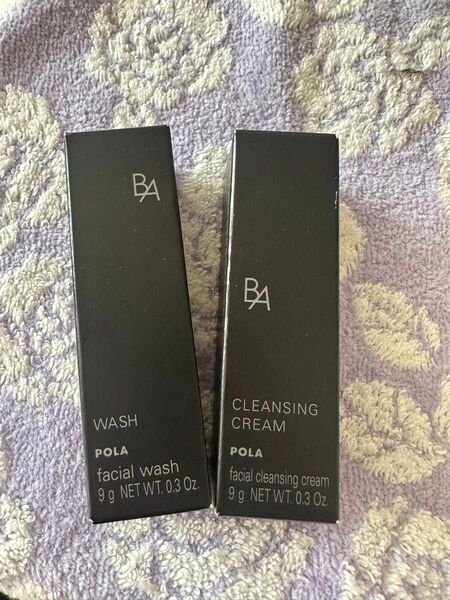 BA
WASH
POLA
facial wash
9 g NET WT. 0.3 Oz.
BA
CLEANSING
CREAM
POLA
facial cleansing cream
9 g NET WT. 0.3 Oz.